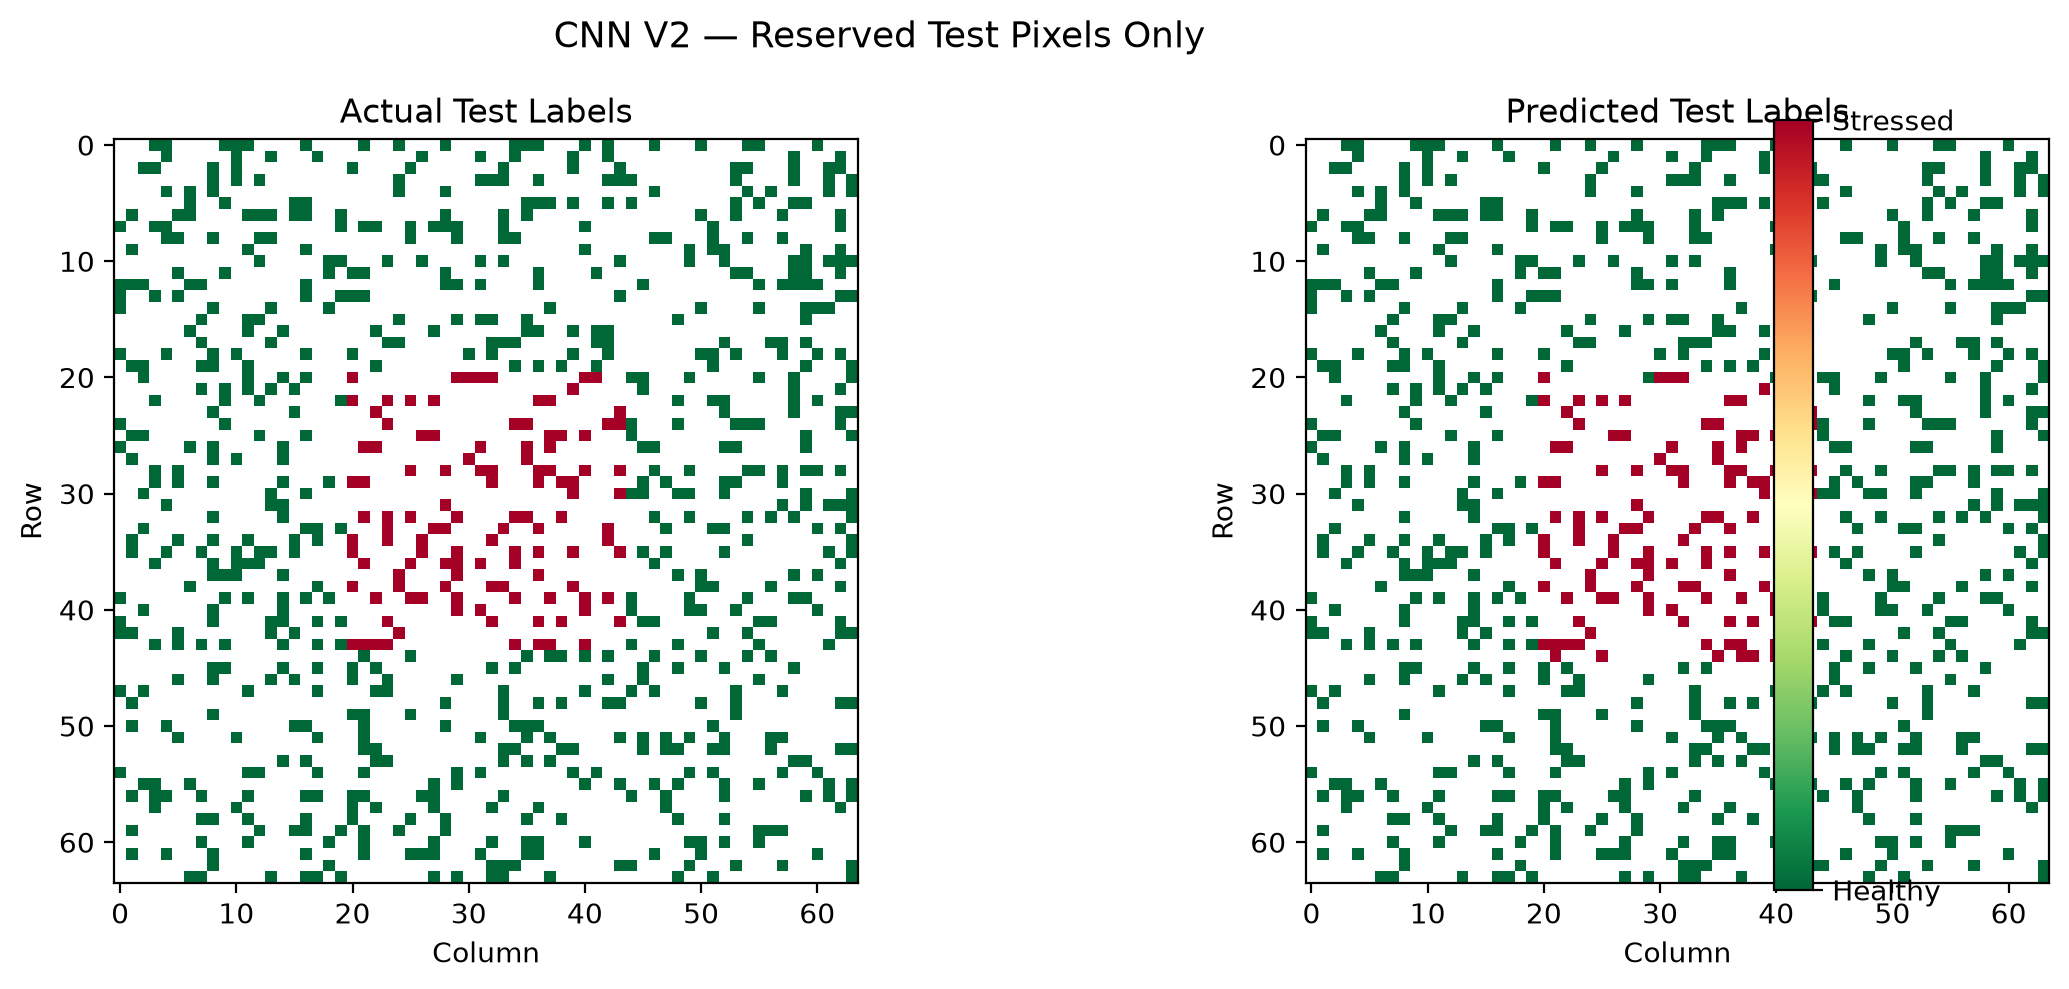 CNN V2 — Reserved Test Pixels Only
Actual Test Labels
Predicted Test Labels
Stressed
Healthy
0
10
20
30
40
50
60
Row
0 10 20 30 40 50 60
Column
0
10
20
30
40
50
60
Row
0 10 20 30 40 50 60
Column